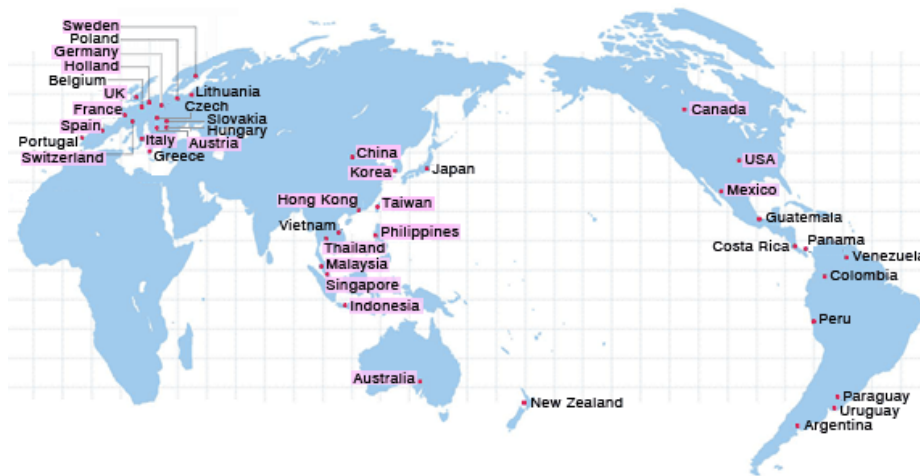 Sweden
Poland
Germany
Holland
Belgium
UK
Lithuania
Czech
France
Slovakia
Spain
Hungary
Portugal
Italy
Austria
Switzerland
Greece
China
Korea
Japan
Hong Kong
Taiwan
Vietnam
Philippines
Thailand
Malaysia
Singapore
Indonesia
Australia
New Zealand
Canada
USA
Mexico
Guatemala
Costa Rica
Panama
Venezuela
Colombia
Peru
Paraguay
Uruguay
Argentina